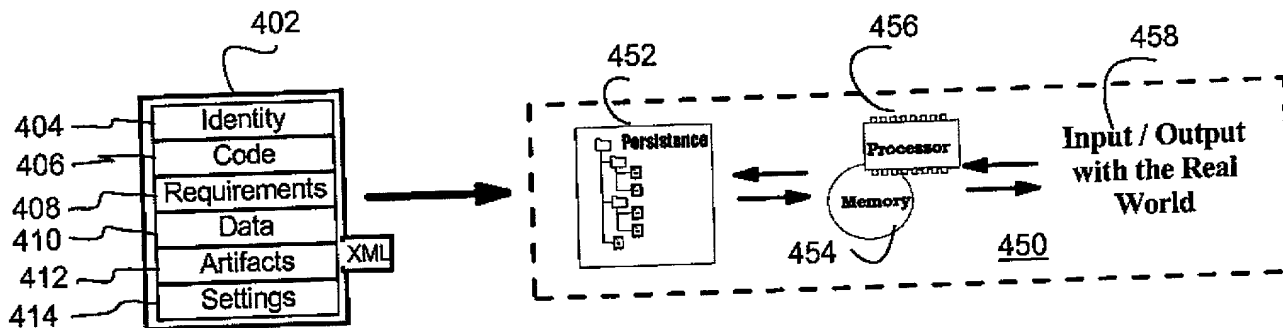 402
404
Identity
406
Code
408
Requirements
410
Data
412
Artifacts
414
Settings
XML
452
Persistance
456
Processor
Memory
454
458
Input / Output
with the Real
World
450